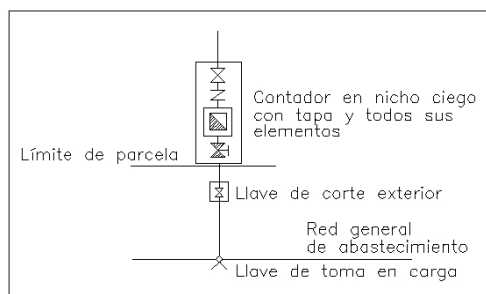 Contador en nicho ciego
con tapa y todos sus
elementos
Límite de parcela
Llave de corte exterior
Red general
de abastecimiento
Llave de toma en carga